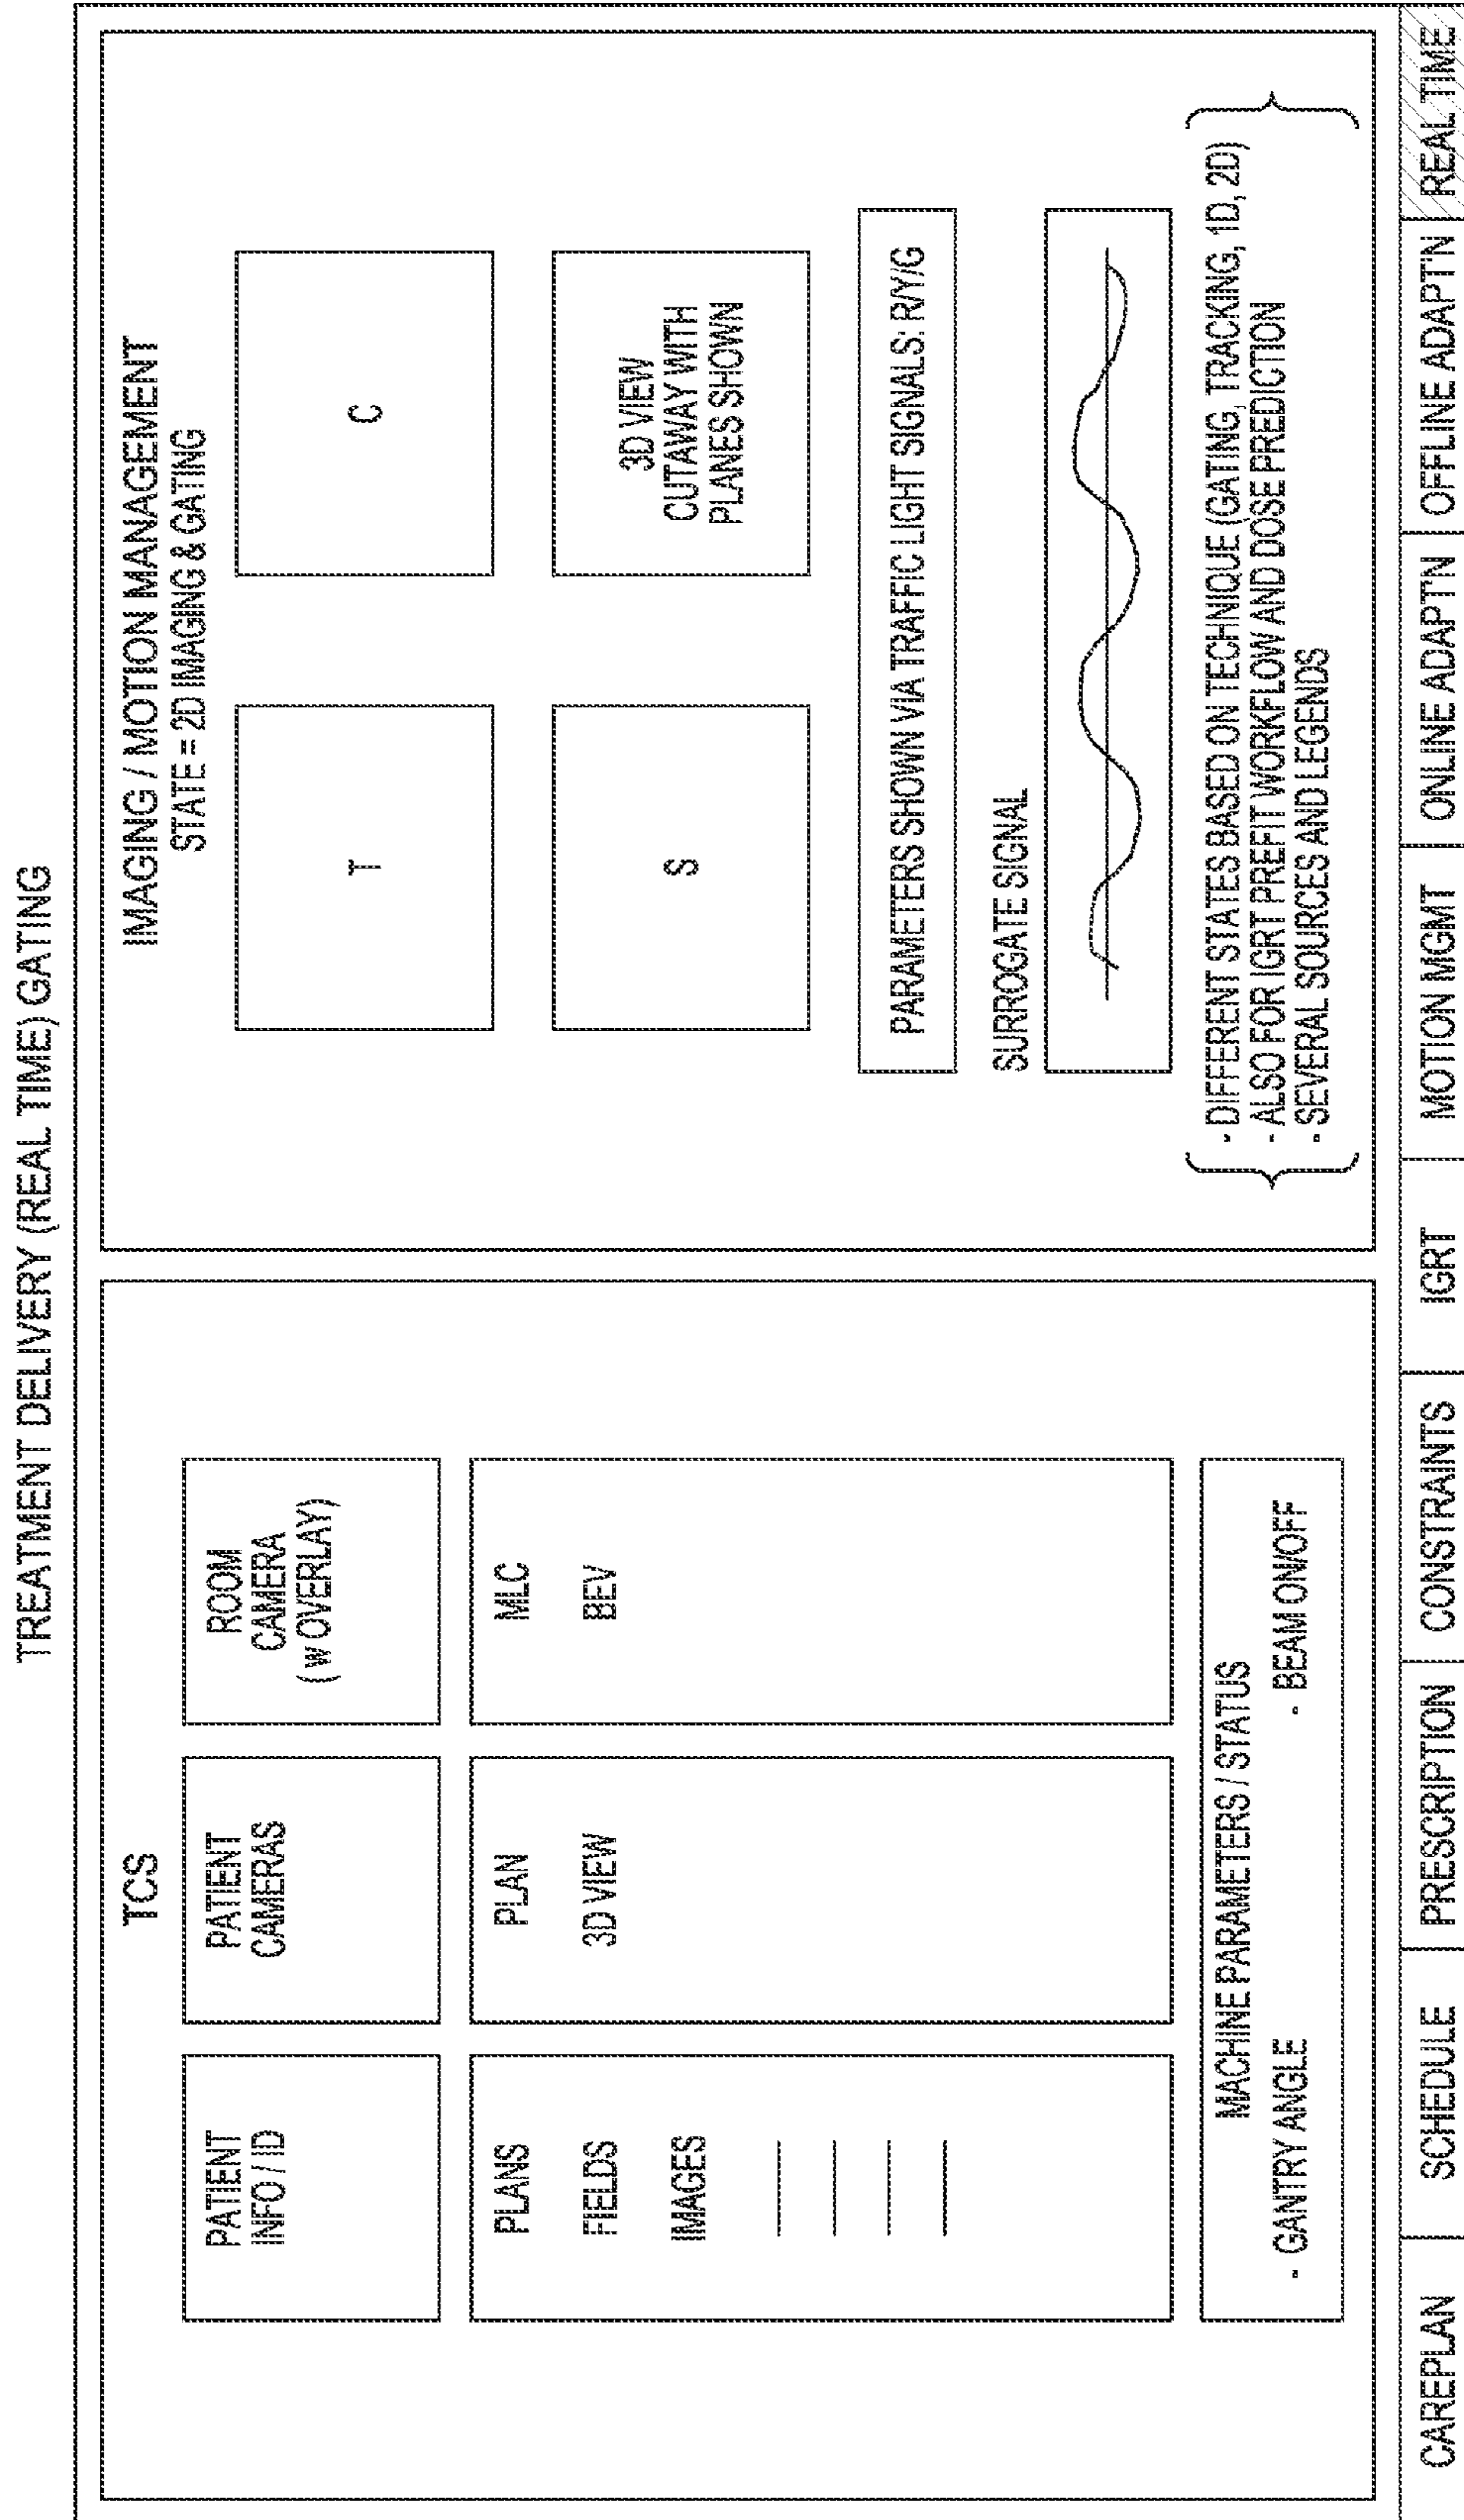 TREATMENT DELIVERY (REAL TIME) GATING
TCS
PATIENT
INFO / ID
PATIENT
CAMERAS
ROOM
CAMERA
( w OVERLAY)
PLANS
FIELDS
IMAGES
PLAN
3D VIEW
MLC
BEV
MACHINE PARAMETERS / STATUS
- GANTRY ANGLE
- BEAM ON/OFF
IMAGING / MOTION MANAGEMENT
STATE = 2D IMAGING & GATING
T
C
S
3D VIEW
CUTAWAY WITH
PLANES SHOWN
PARAMETERS SHOWN VIA TRAFFIC LIGHT SIGNALS: R/Y/G
SURROGATE SIGNAL
- DIFFERENT STATES BASED ON TECHNIQUE (GATING, TRACKING, 1D, 2D)
- ALSO FOR IGRT PREFIT WORKFLOW AND DOSE PREDICTION
- SEVERAL SOURCES AND LEGENDS
CAREPLAN
SCHEDULE
PRESCRIPTION
CONSTRAINTS
IGRT
MOTION MGMT
ONLINE ADAPTN
OFFLINE ADAPTN
REAL TIME